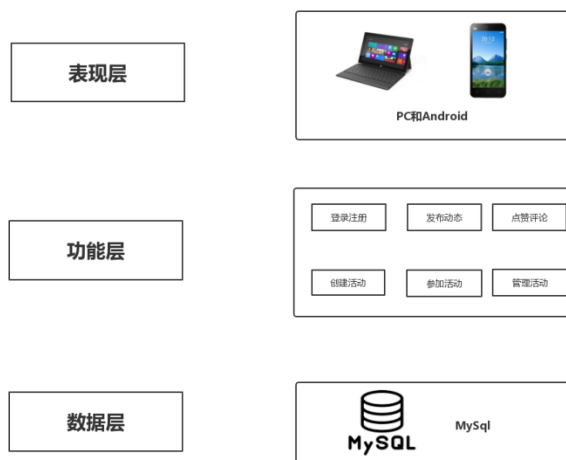 表现层
PC和Android
功能层
登录注册
发布动态
点赞评论
创建活动
参加活动
管理活动
数据层
MySQL
MySql